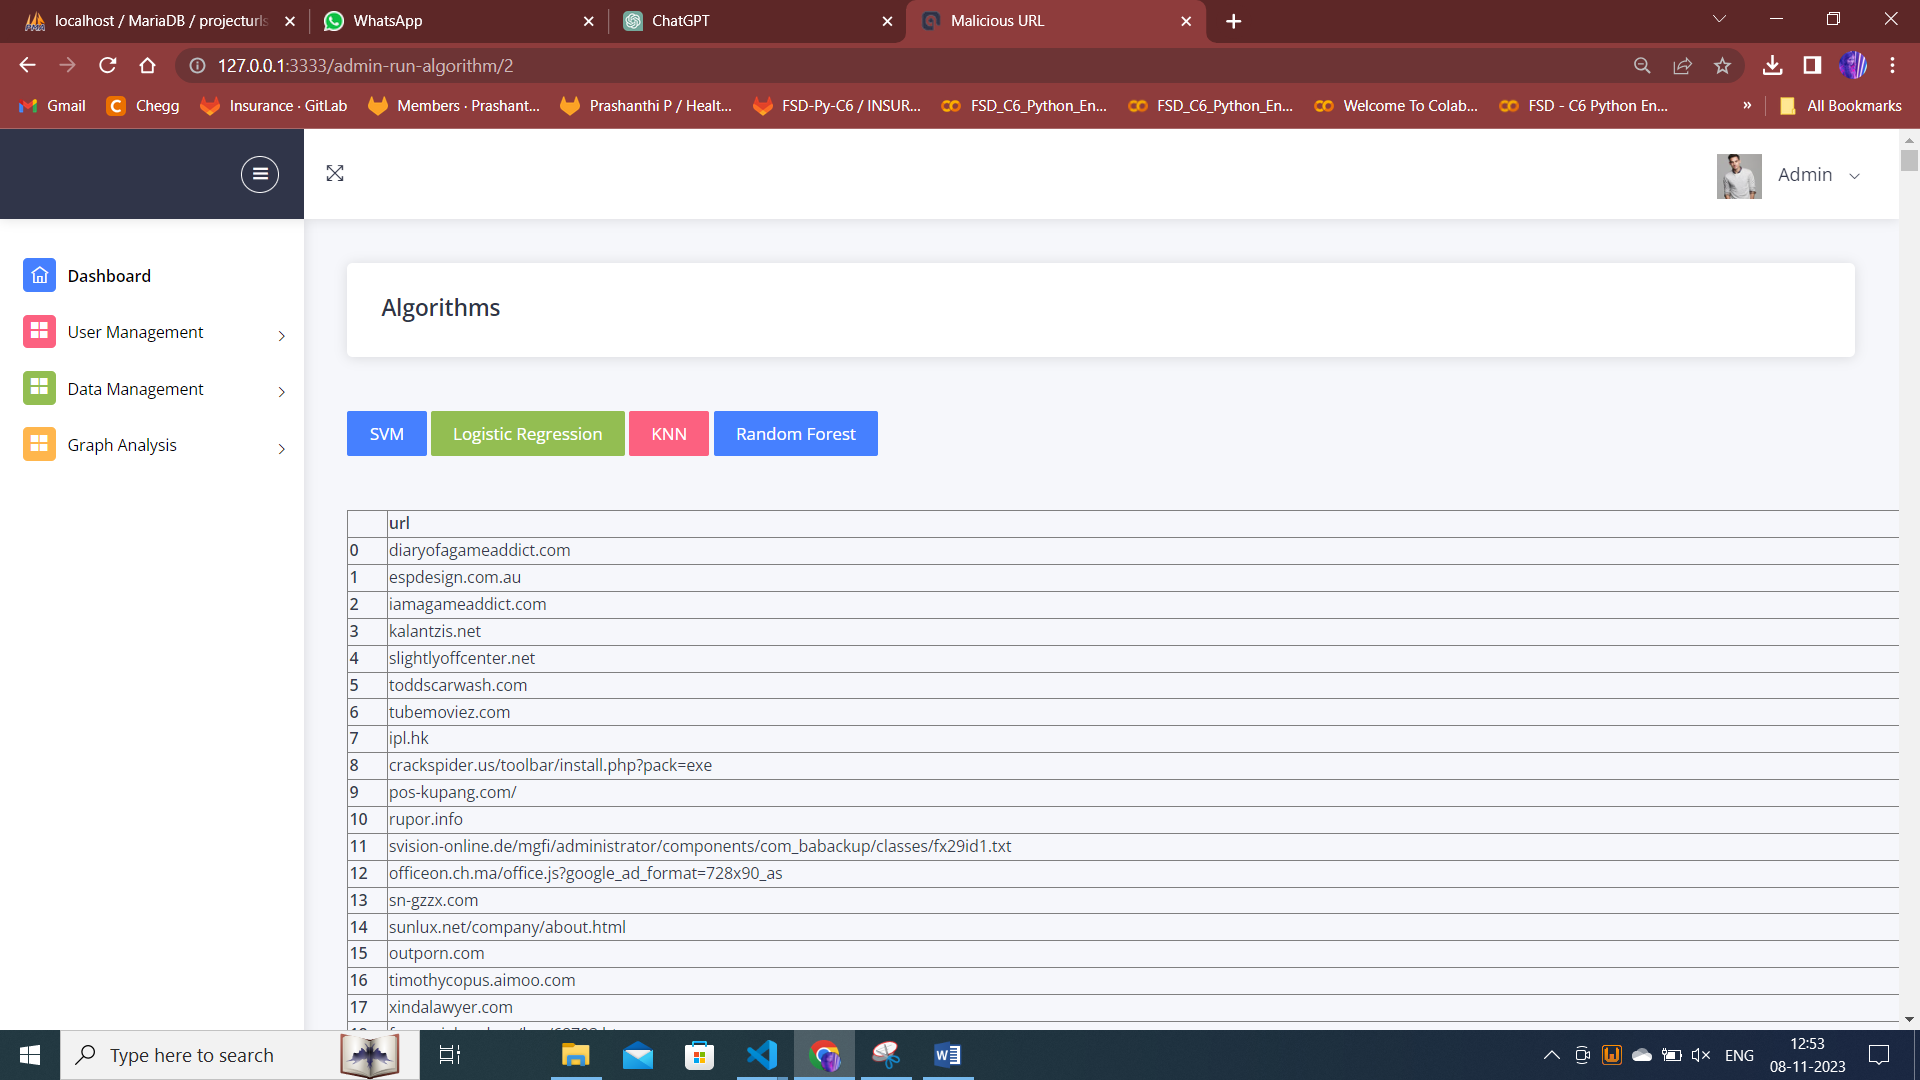 localhost / MariaDB / projecturls
WhatsApp
ChatGPT
Malicious URL
127.0.0.1:3333/admin-run-algorithm/2
Gmail
Chegg
Insurance · GitLab
Members · Prashant...
Prashanthi P / Healt...
FSD-Py-C6 / INSUR...
FSD_C6_Python_En...
FSD_C6_Python_En...
Welcome To Colab...
FSD - C6 Python En...
»
All Bookmarks
Admin
Dashboard
User Management
Data Management
Graph Analysis
Algorithms
SVM
Logistic Regression
KNN
Random Forest
url
0 diaryofagameaddict.com
1 espdesign.com.au
2 iamagameaddict.com
3 kalantzis.net
4 slightlyoffcenter.net
5 toddscarwash.com
6 tubemoviez.com
7 ipl.hk
8 crackspider.us/toolbar/install.php?pack=exe
9 pos-kupang.com/
10 rupor.info
11 svision-online.de/mgfi/administrator/components/com_babackup/classes/fx29id1.txt
12 officeon.ch.ma/office.js?google_ad_format=728x90_as
13 sn-gzzx.com
14 sunlux.net/company/about.html
15 outporn.com
16 timothycopus.aimoo.com
17 xindalawyer.com
Type here to search
ENG
12:53
08-11-2023